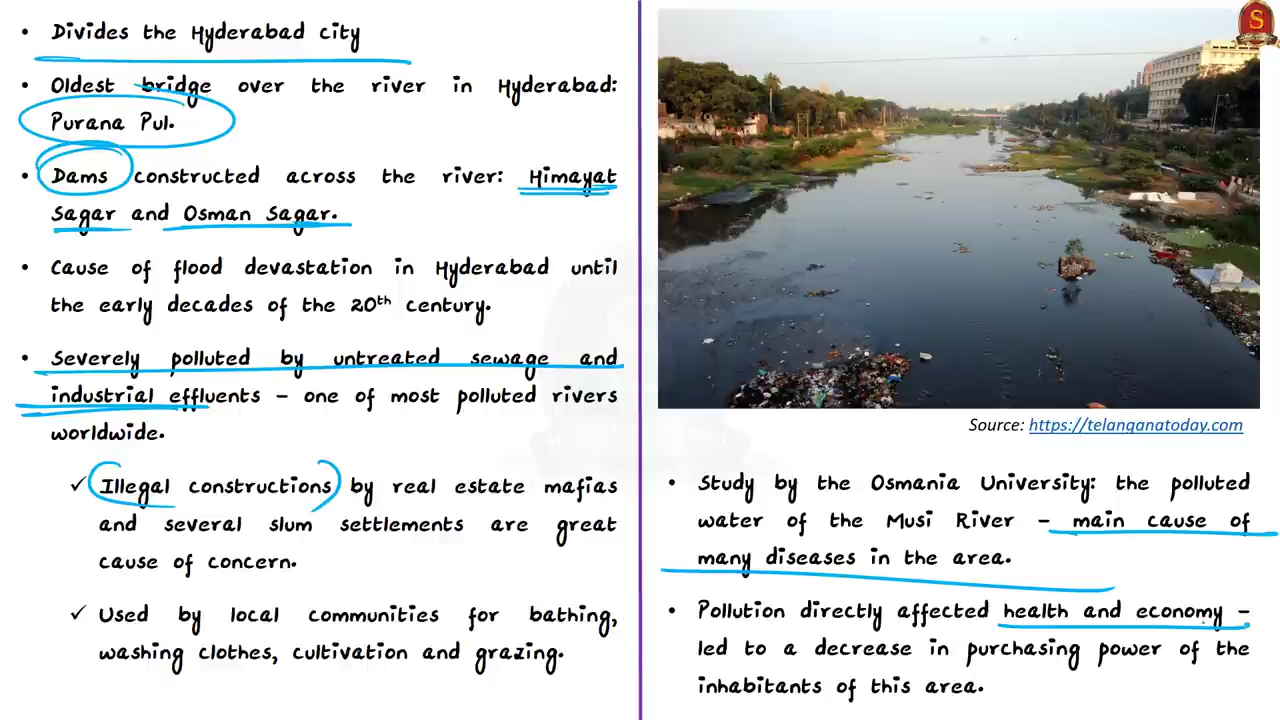 • Divides the Hyderabad city
• Oldest bridge over the river in Hyderabad:
Purana Pul.
• Dams constructed across the river: Himayat
Sagar and Osman Sagar.
• Cause of flood devastation in Hyderabad until
the early decades of the 20th century.
• Severely polluted by untreated sewage and
industrial effluents – one of most polluted rivers
worldwide.
✓ Illegal constructions by real estate mafias
and several slum settlements are great
cause of concern.
✓ Used by local communities for bathing,
washing clothes, cultivation and grazing.
S
Source: https://telanganatoday.com
• Study by the Osmania University: the polluted
water of the Musi River – main cause of
many diseases in the area.
• Pollution directly affected health and economy –
led to a decrease in purchasing power of the
inhabitants of this area.